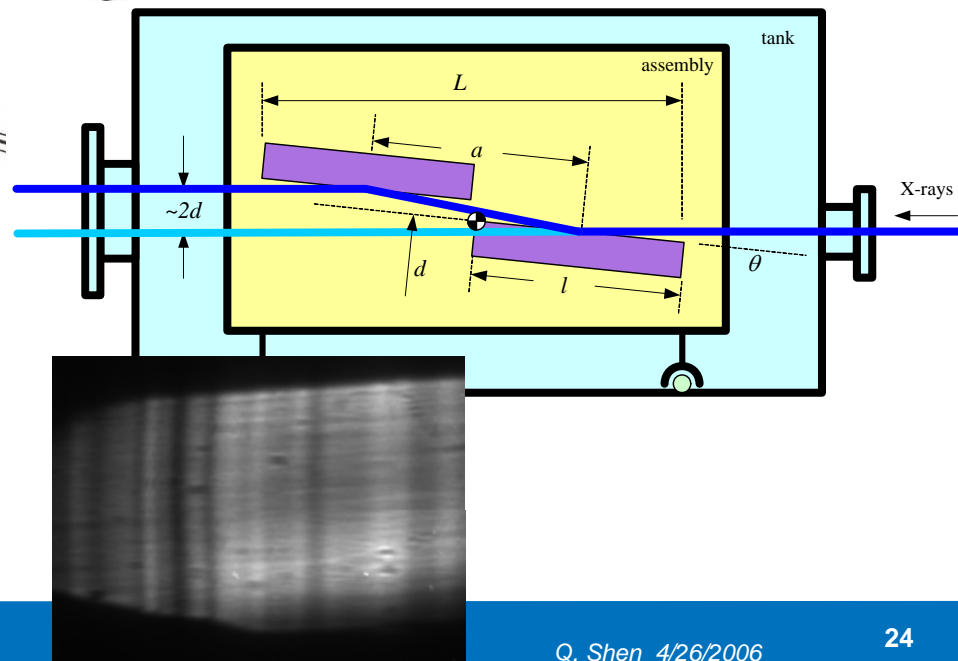 tank
assembly
L
a
X-rays
~2d
d
θ
l
Q. Shen 4/26/2006
24